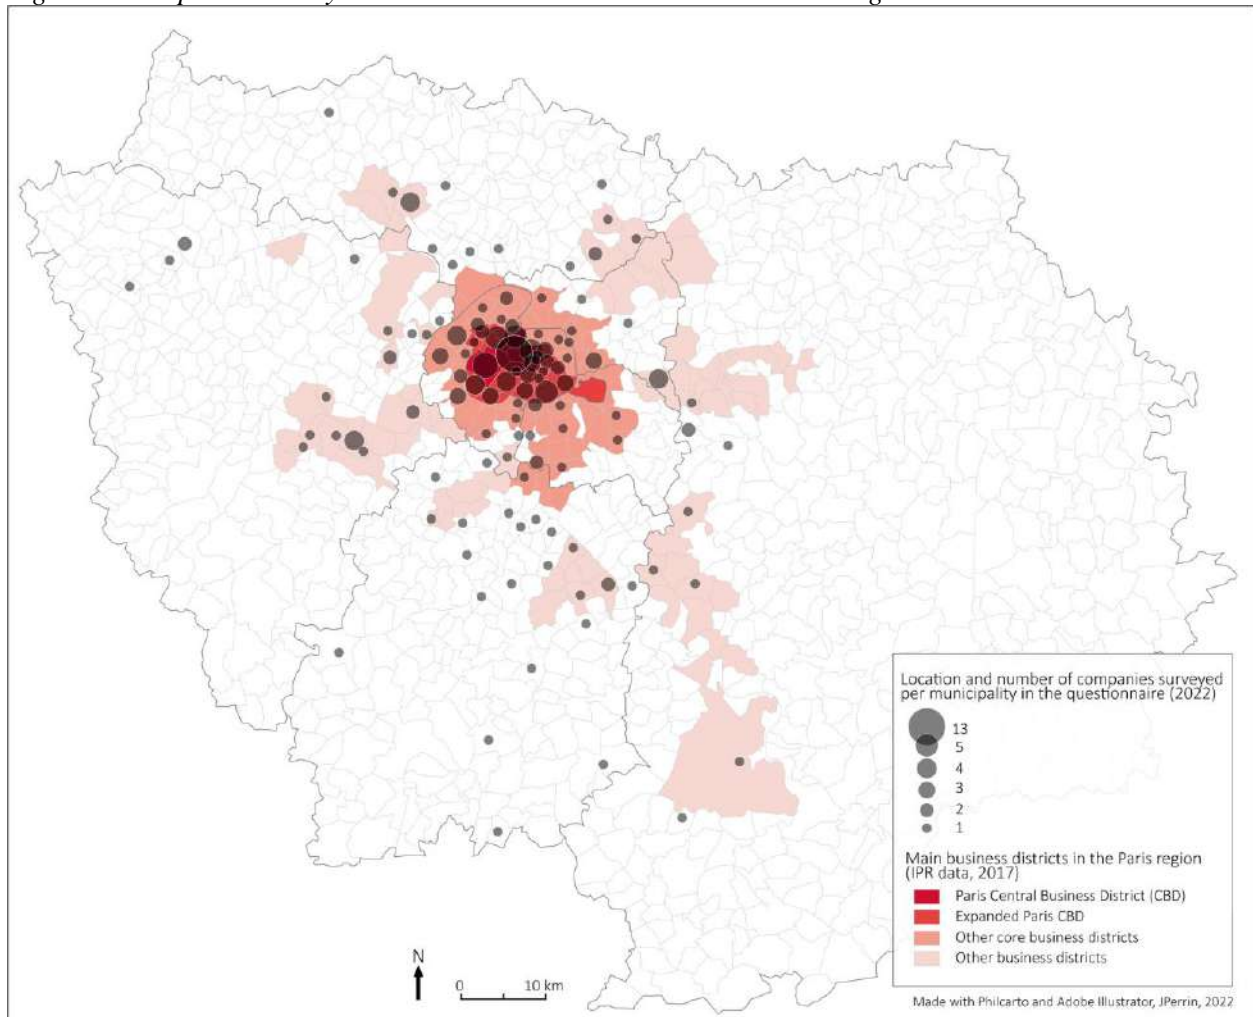 Location and number of companies surveyed
per municipality in the questionnaire (2022)
13
5
4
3
2
1
Main business districts in the Paris region
(IPR data, 2017)
Paris Central Business District (CBD)
Expanded Paris CBD
Other core business districts
Other business districts
N
0 10 km
Made with Philcarto and Adobe Illustrator, JPerrin, 2022